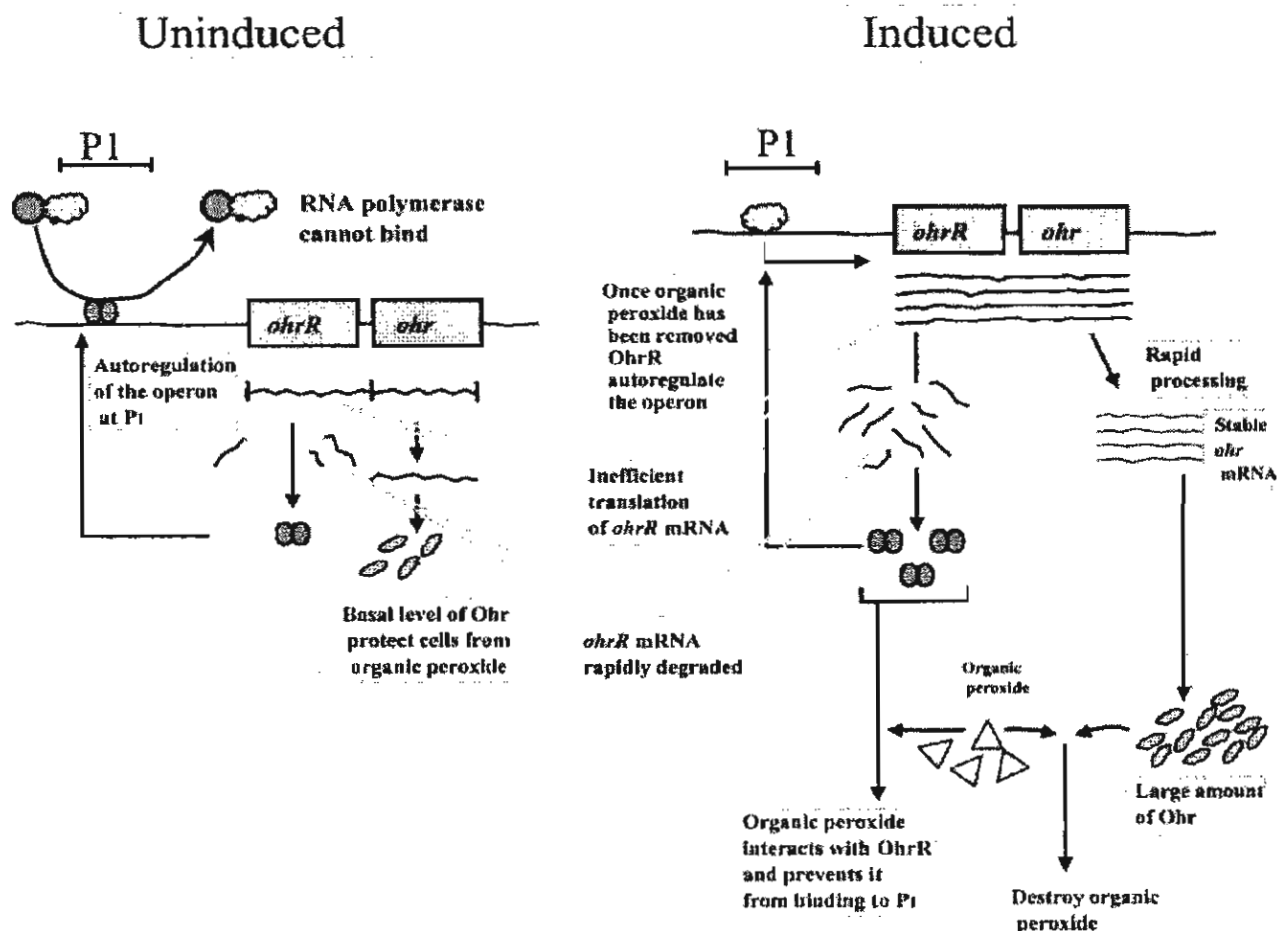 Uninduced
P1
RNA polymerase
cannot bind
ohrR
ohr
Autoregulation
of the operon
at P1
Basal level of Ohr
protect cells from
organic peroxide
Induced
P1
ohrR
ohr
Once organic
peroxide has
been removed
OhrR
autoregulate
the operon
Rapid
processing
Stable
ohr
mRNA
Inefficient
translation
of ohrR mRNA
ohrR mRNA
rapidly degraded
Organic
peroxide
Large amount
of Ohr
Organic peroxide
interacts with OhrR
and prevents it
from binding to P1
Destroy organic
peroxide